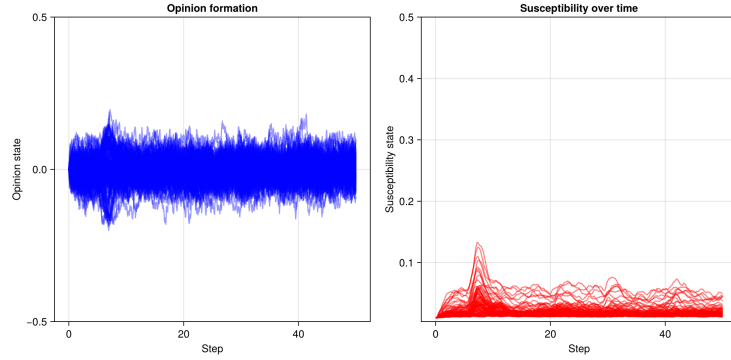 Opinion formation
0.5
0.0
−0.5
Opinion state
0
20
40
Step
Susceptibility over time
0.5
0.4
0.3
0.2
0.1
Susceptibility state
0
20
40
Step